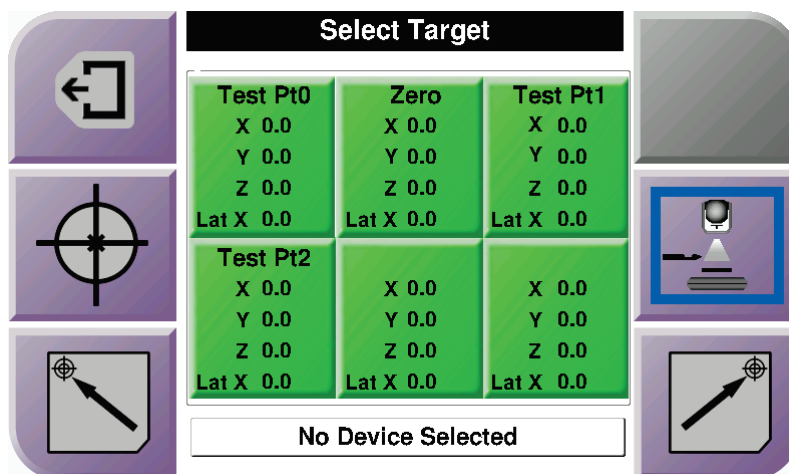 Select Target
Test Pt0 Zero Test Pt1
X 0.0 X 0.0 X 0.0
Y 0.0 Y 0.0 Y 0.0
Z 0.0 Z 0.0 Z 0.0
Lat X 0.0 Lat X 0.0 Lat X 0.0
Test Pt2
X 0.0 X 0.0 X 0.0
Y 0.0 Y 0.0 Y 0.0
Z 0.0 Z 0.0 Z 0.0
Lat X 0.0 Lat X 0.0 Lat X 0.0
No Device Selected